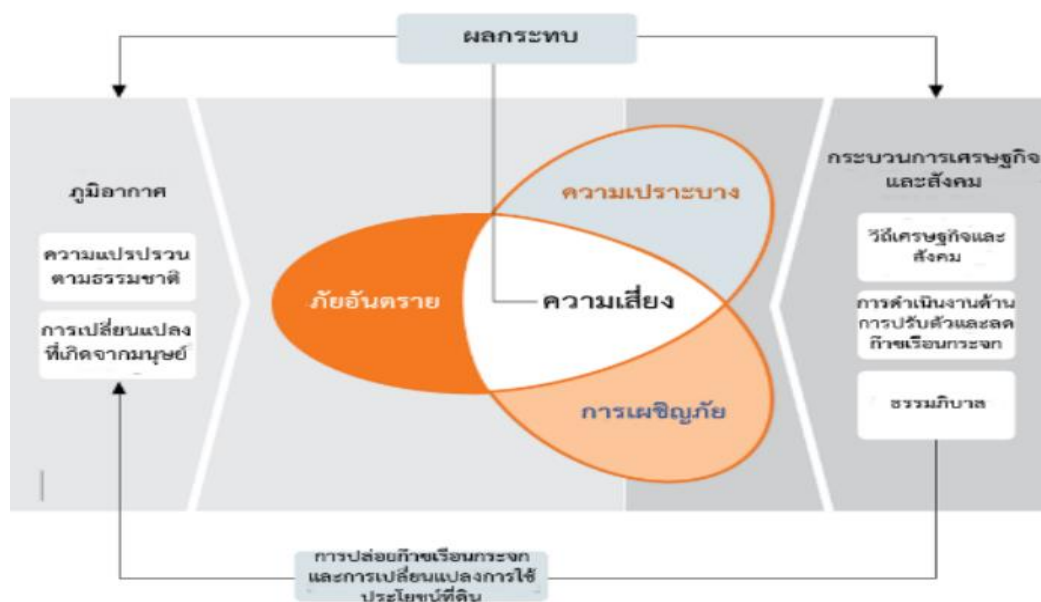 ผลกระทบ
ภูมิอากาศ
ความแปรปรวน
ตามธรรมชาติ
การเปลี่ยนแปลง
ที่เกิดจากมนุษย์
ภัยอันตราย
ความเสี่ยง
ความเปราะบาง
การเผชิญภัย
กระบวนการเศรษฐกิจ
และสังคม
วิถีเศรษฐกิจและ
สังคม
การดำเนินงานด้าน
การปรับตัวและลด
ก๊าซเรือนกระจก
ธรรมภิบาล
การปล่อยก๊าซเรือนกระจก
และการเปลี่ยนแปลงการใช้
ประโยชน์ที่ดิน